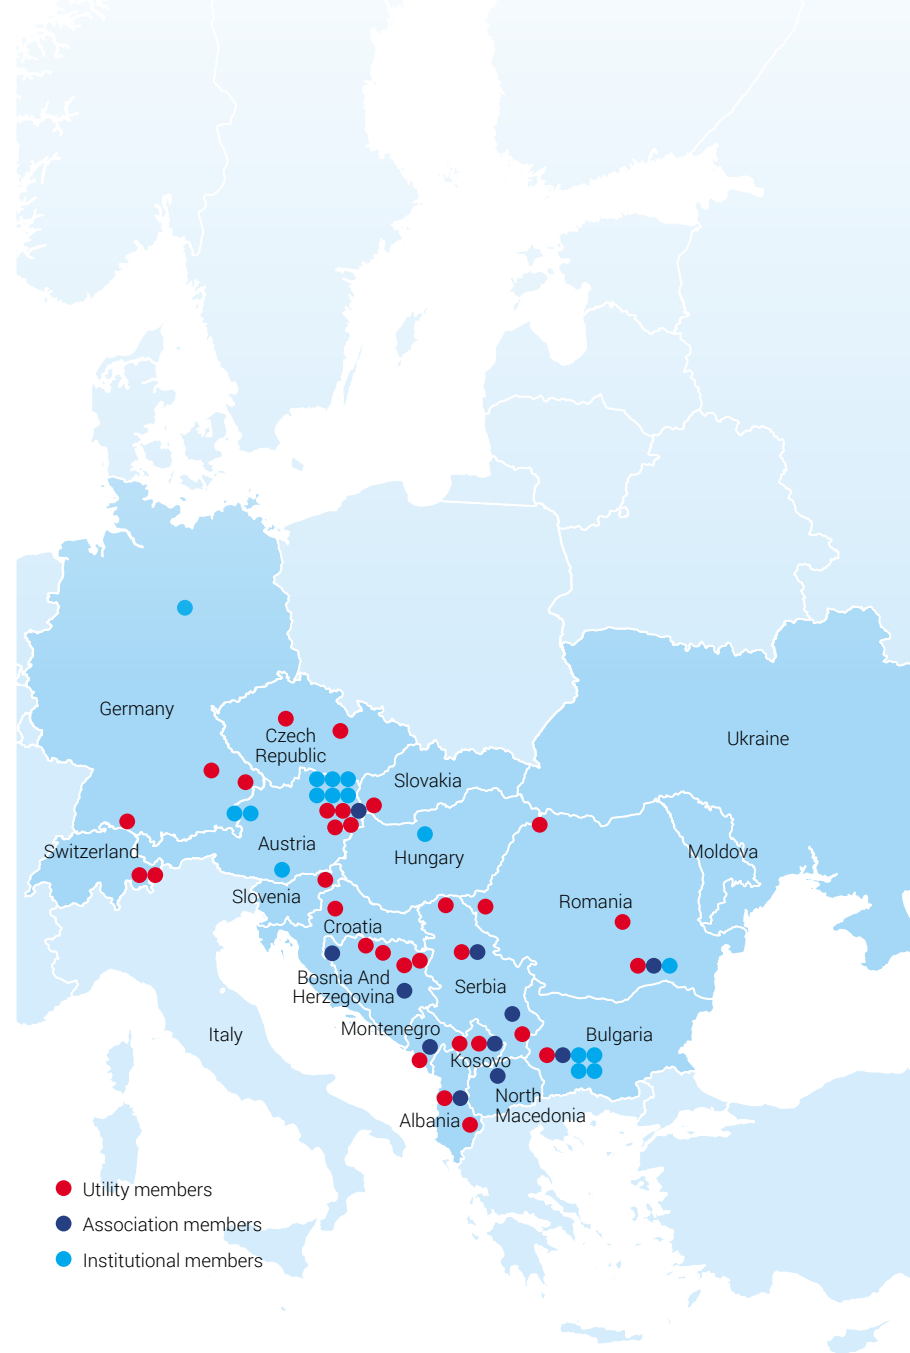 Germany
Czech
Republic
Ukraine
Slovakia
Austria
Switzerland
Hungary
Moldova
Slovenia
Romania
Croatia
Bosnia And
Herzegovina
Serbia
Montenegro
Italy
Bulgaria
Kosovo
North
Macedonia
Albania
Utility members
Association members
Institutional members